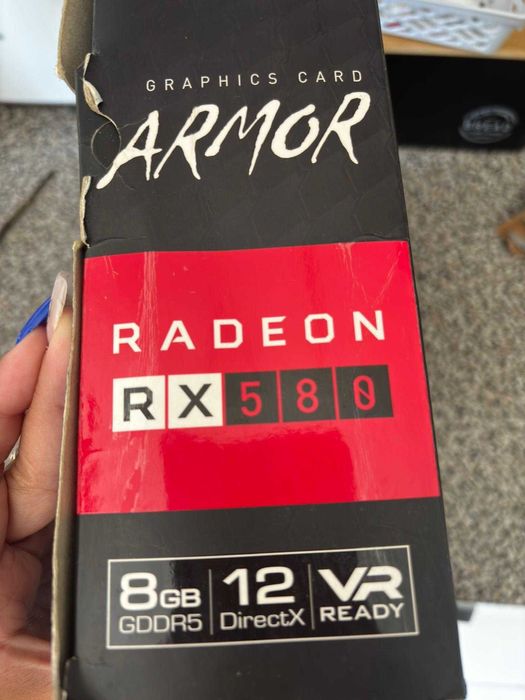 GRAPHICS CARD
ARMOR
RADEON
RX 580
8GB GDDR5
12 DirectX
VR READY